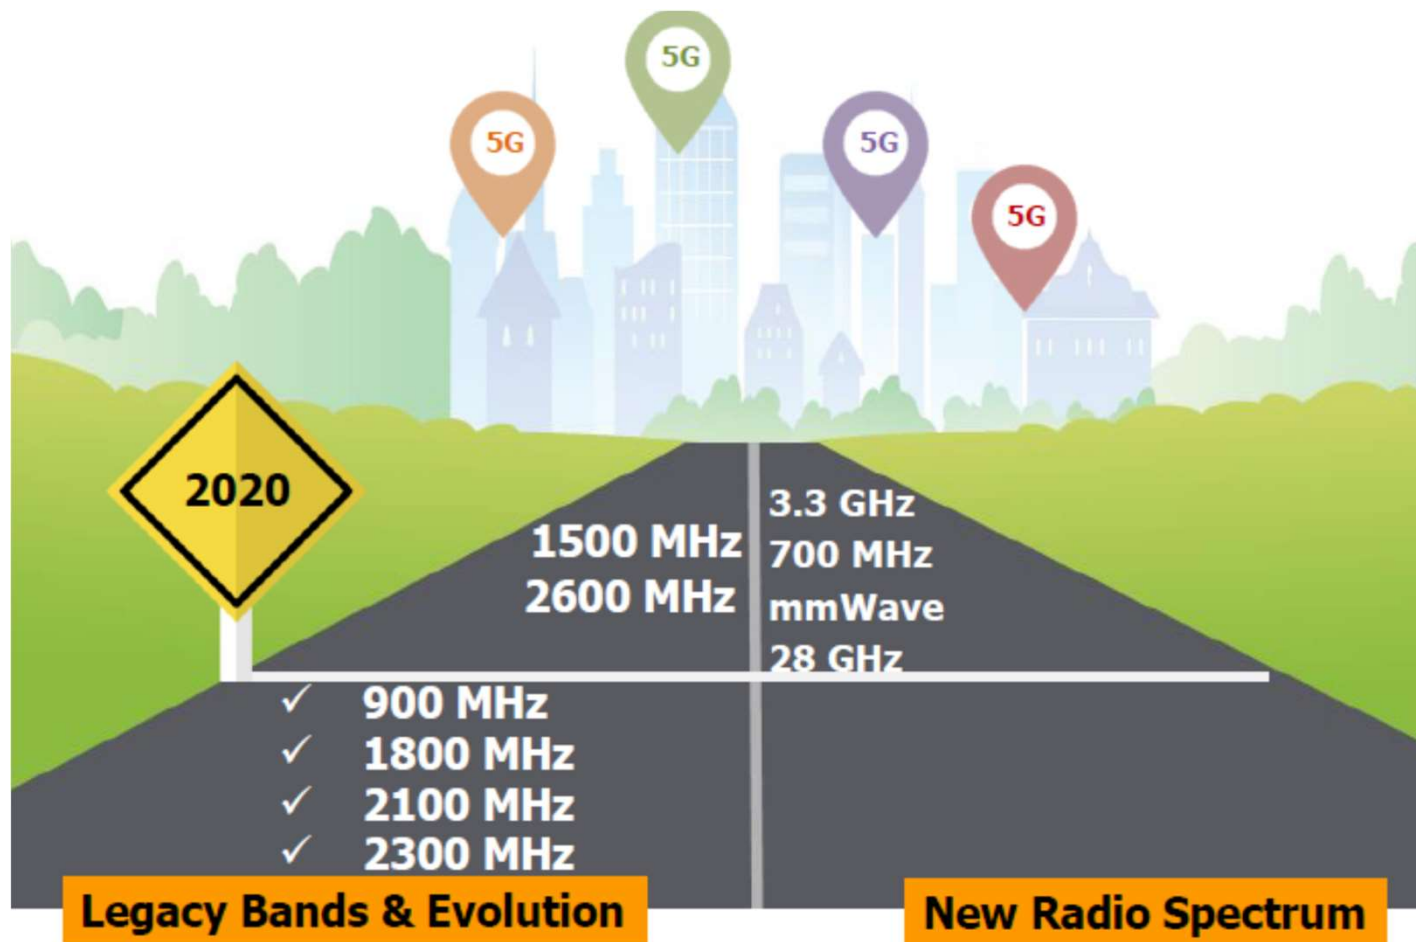 5G
5G
5G
5G
2020
1500 MHz
2600 MHz
3.3 GHz
700 MHz
mmWave
28 GHz
✓ 900 MHz
✓ 1800 MHz
✓ 2100 MHz
✓ 2300 MHz
Legacy Bands & Evolution
New Radio Spectrum